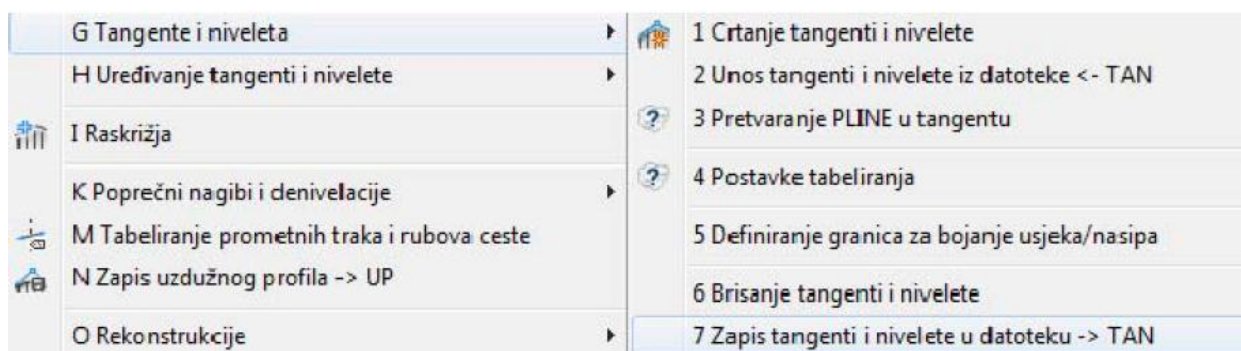 G Tangente i niveleta
H Uređivanje tangenti i nivelete
I Raskrižja
K Poprečni nagibi i denivelacije
M Tabeliranje prometnih traka i rubova ceste
N Zapis uzdužnog profila -> UP
O Rekonstrukcije
1 Crtanje tangenti i nivelete
2 Unos tangenti i nivelete iz datoteke <- TAN
3 Pretvaranje PLINE u tangentu
4 Postavke tabeliranja
5 Definiranje granica za bojanje usjeka/nasipa
6 Brisanje tangenti i nivelete
7 Zapis tangenti i nivelete u datoteku -> TAN